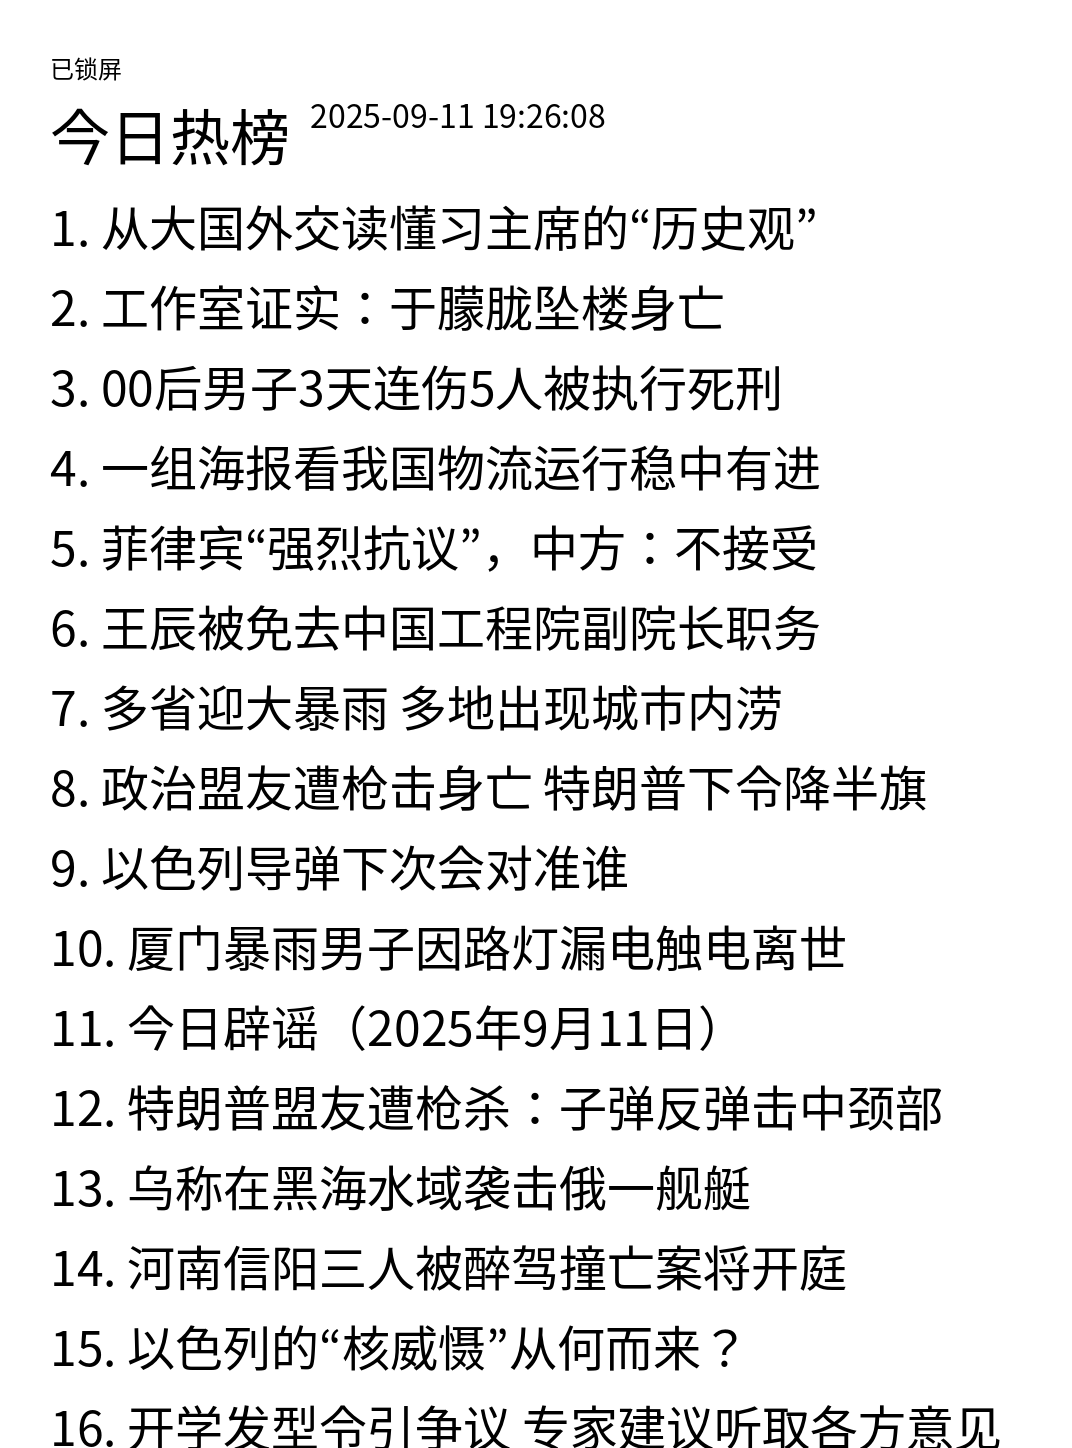 已锁屏
今日热榜 2025-09-11 19:26:08
1. 从大国外交读懂习主席的“历史观”
2. 工作室证实：于朦胧坠楼身亡
3. 00后男子3天连伤5人被执行死刑
4. 一组海报看我国物流运行稳中有进
5. 菲律宾“强烈抗议”，中方：不接受
6. 王辰被免去中国工程院副院长职务
7. 多省迎大暴雨 多地出现城市内涝
8. 政治盟友遭枪击身亡 特朗普下令降半旗
9. 以色列导弹下次会对准谁
10. 厦门暴雨男子因路灯漏电触电离世
11. 今日辟谣（2025年9月11日）
12. 特朗普盟友遭枪杀：子弹反弹击中颈部
13. 乌称在黑海水域袭击俄一舰艇
14. 河南信阳三人被醉驾撞亡案将开庭
15. 以色列的“核威慑”从何而来？
16. 开学发型令引争议 专家建议听取各方意见